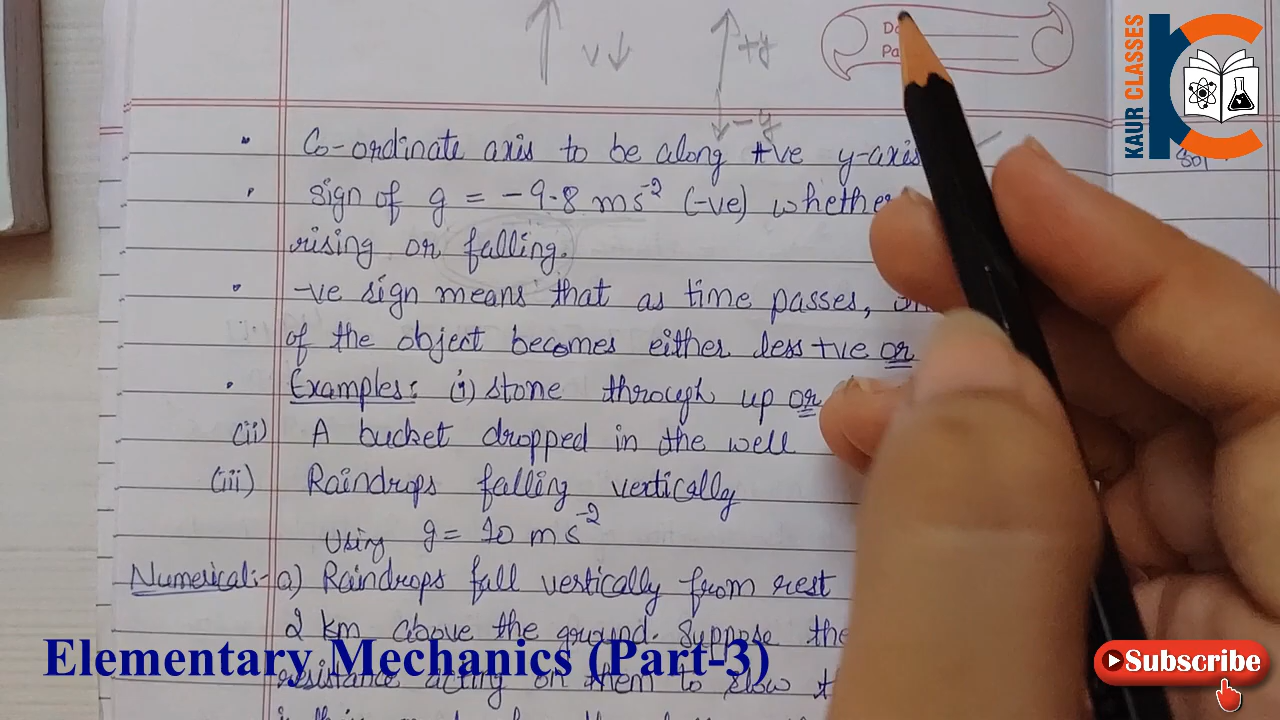 v↓
+y
-y
Da
Pa
KAUR CLASSES
Co-ordinate axis to be along +ve y-axis
sign of g = -9.8 ms⁻² (-ve) whether
rising or falling.
-ve sign means that as time passes,
of the object becomes either less +ve or
Examples: (i) stone through up or
(ii) A bucket dropped in the well
(iii) Raindrops falling vertically
Using g = 10 ms⁻²
Numerical:- a) Raindrops fall vertically from rest
2 km above the ground. Suppose the
Elementary Mechanics (Part-3)
resistance acting on them to slow
Subscribe